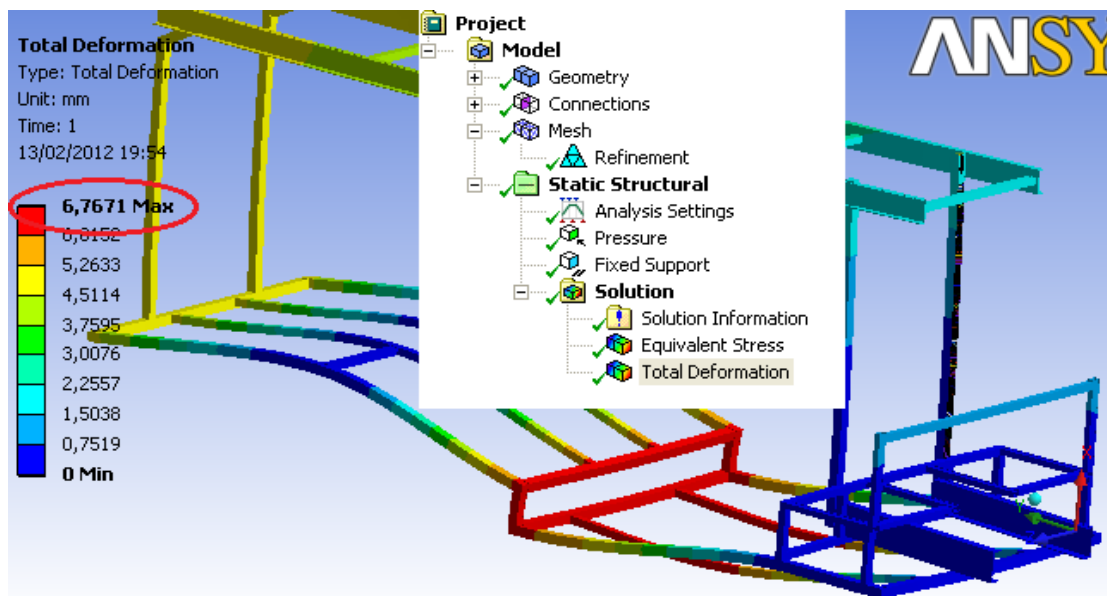 Total Deformation
Type: Total Deformation
Unit: mm
Time: 1
13/02/2012 19:54
6,7671 Max
5,2633
4,5114
3,7595
3,0076
2,2557
1,5038
0,7519
0 Min
Project
Model
Geometry
Connections
Mesh
Refinement
Static Structural
Analysis Settings
Pressure
Fixed Support
Solution
Solution Information
Equivalent Stress
Total Deformation
ANSY
X